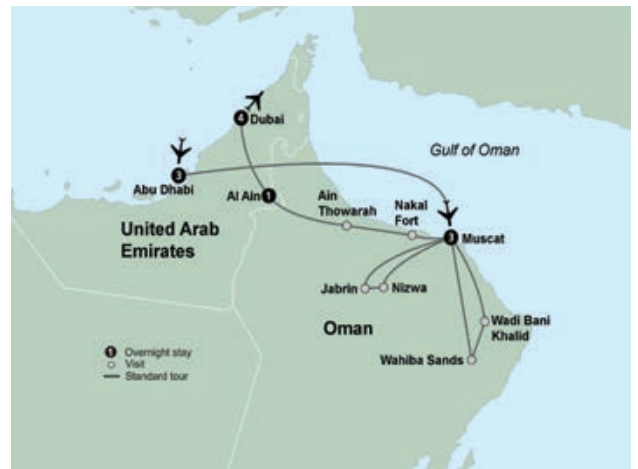 4 Dubai
Gulf of Oman
3
Abu Dhabi
Al Ain 1
Ain
Thowarah
Nakal
Fort
3 Muscat
United Arab
Emirates
Jabrin
Nizwa
Oman
Wadi Bani
Khalid
Wahiba Sands
1 Overnight stay
Visit
Standard tour